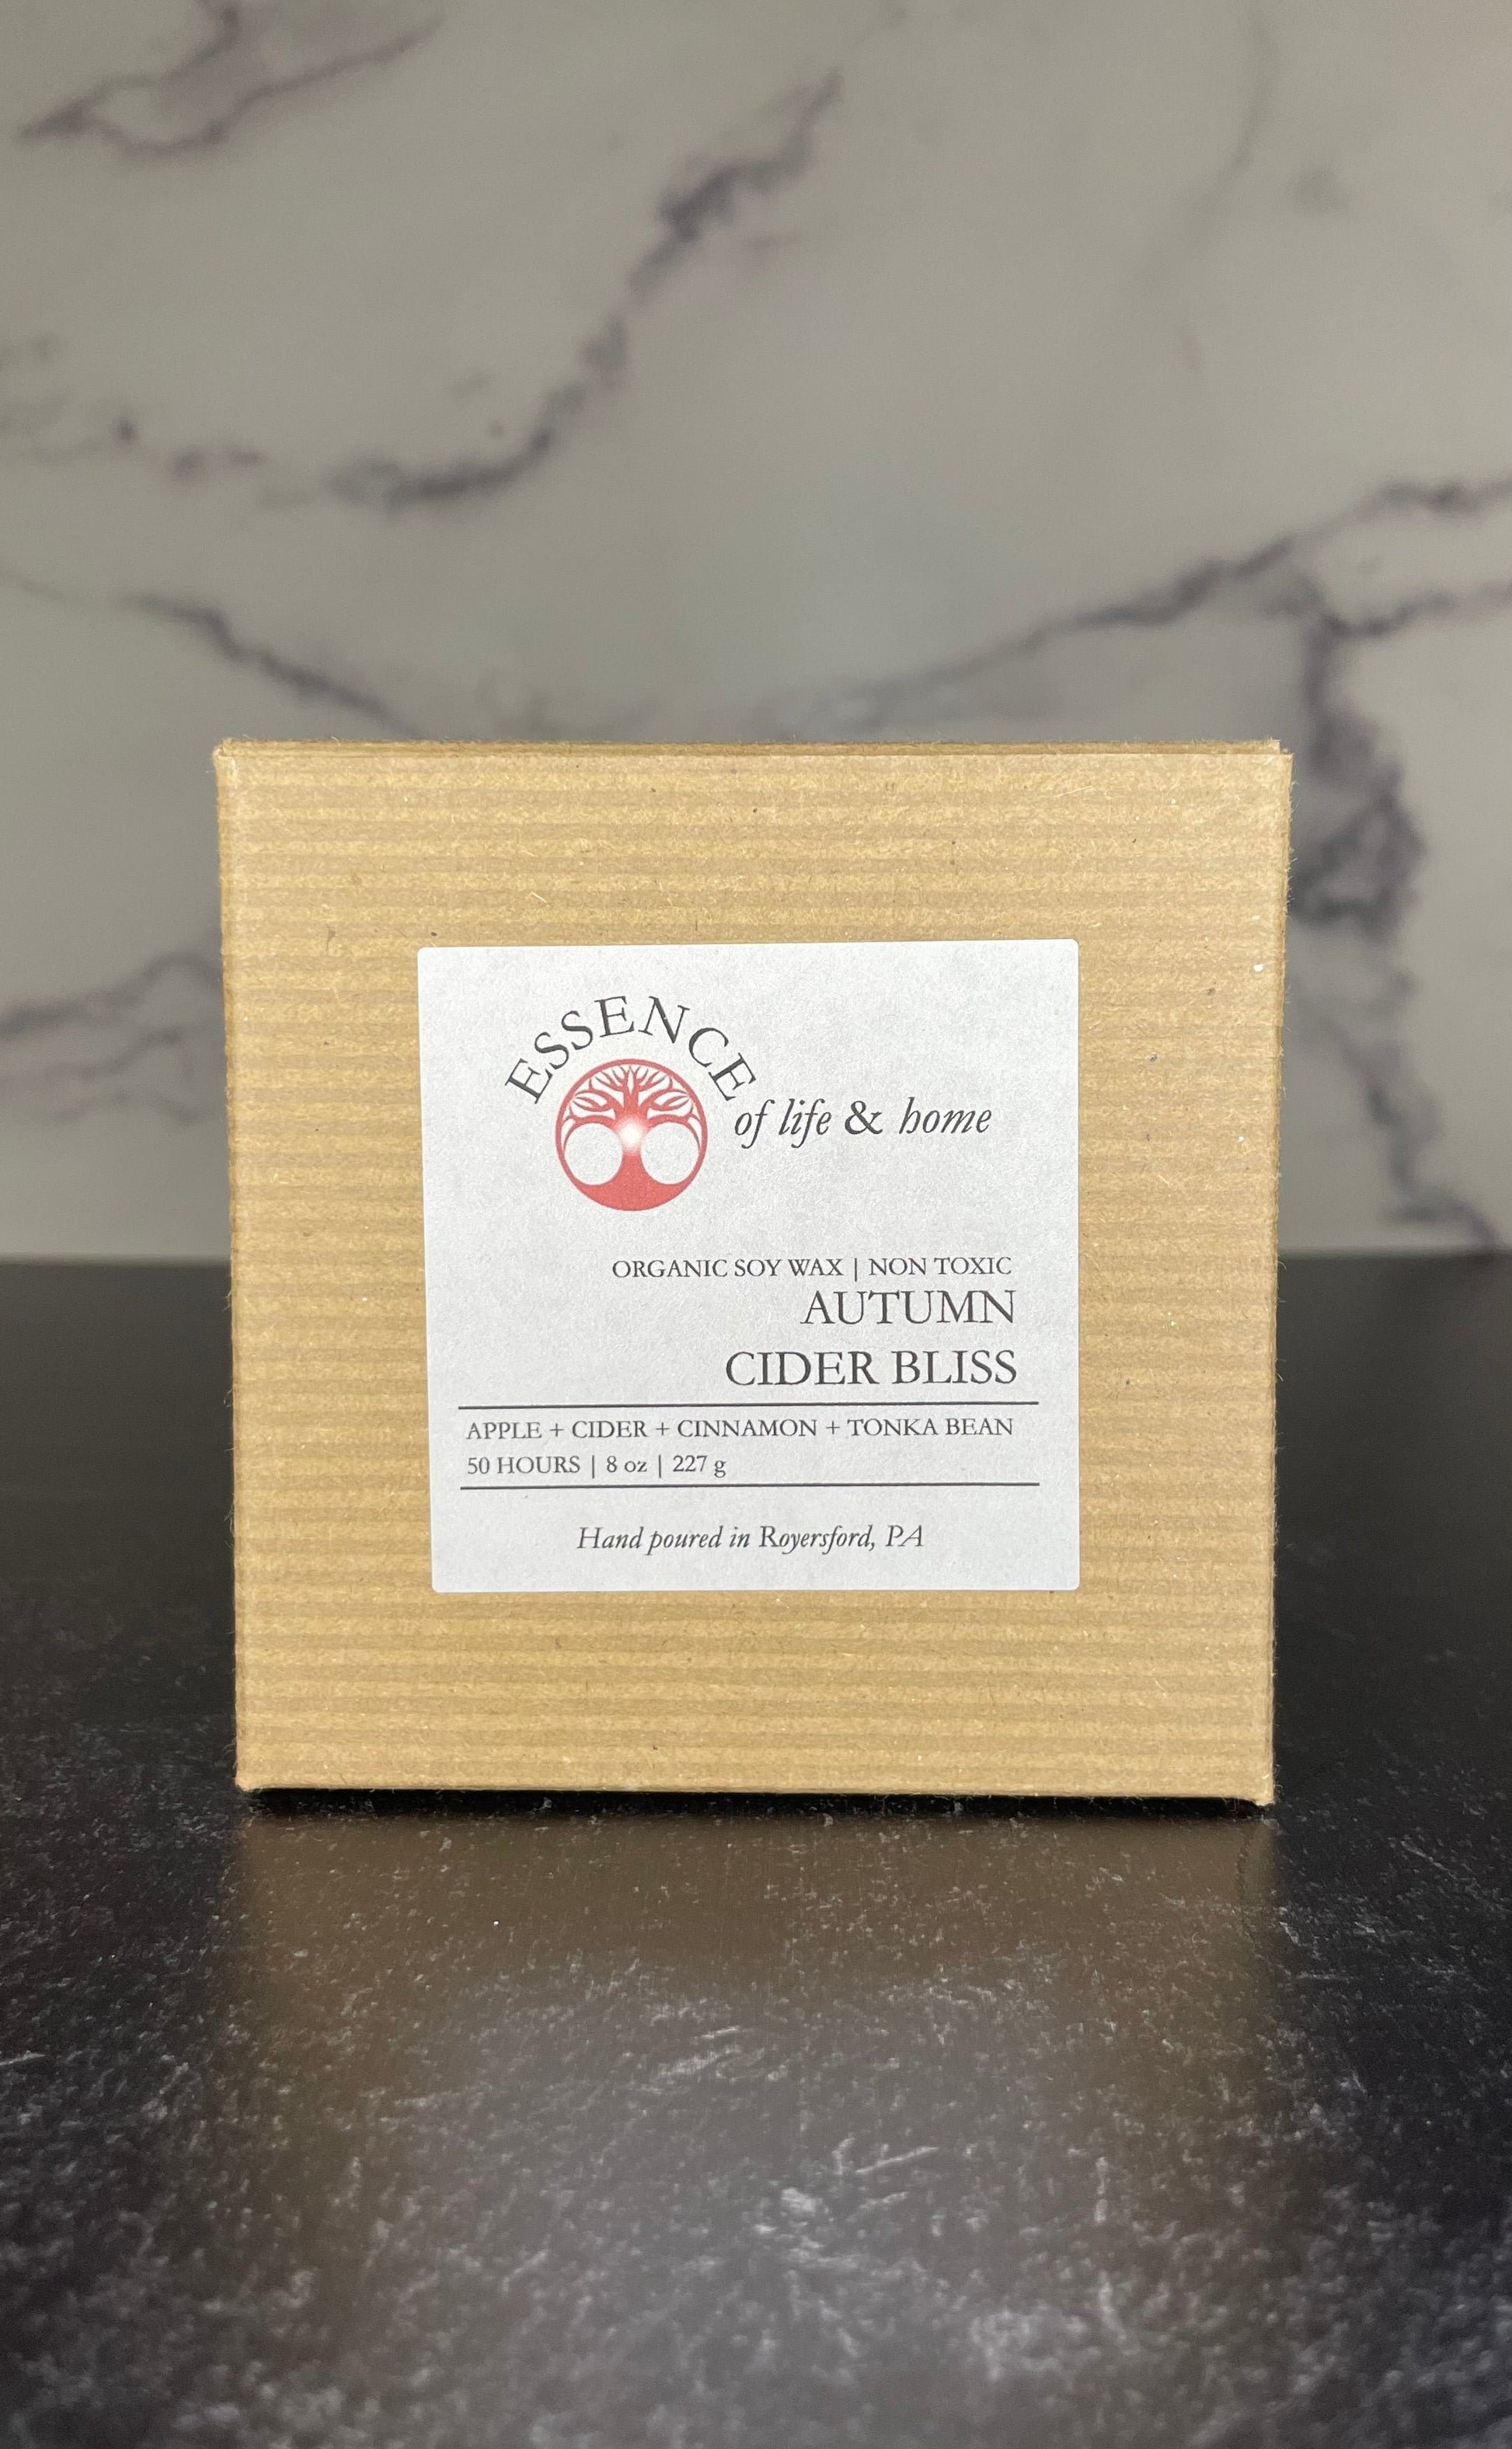 ESSENCE
of life & home
ORGANIC SOY WAX | NON TOXIC
AUTUMN
CIDER BLISS
APPLE + CIDER + CINNAMON + TONKA BEAN
50 HOURS | 8 oz | 227 g
Hand poured in Royersford, PA